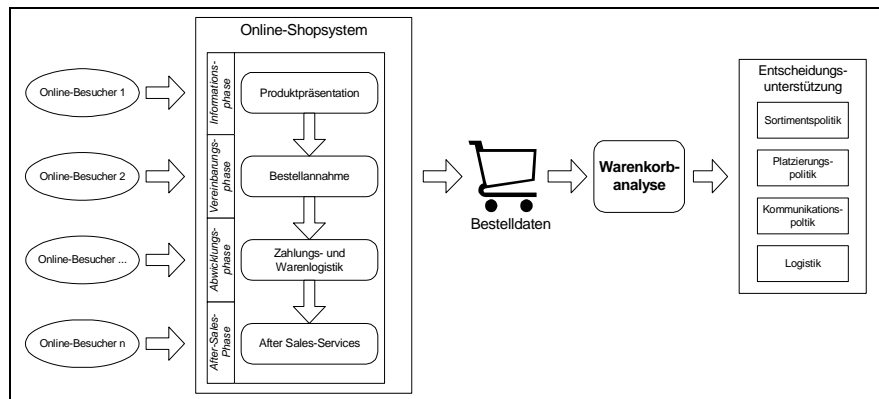 Online-Shopsystem
Online-Besucher 1
Online-Besucher 2
Online-Besucher ...
Online-Besucher n
Informations-
phase
Produktpräsentation
Vereinbarungs-
phase
Bestellannahme
Abwicklungs-
phase
Zahlungs- und
Warenlogistik
After-Sales-
Phase
After Sales-Services
Bestelldaten
Warenkorb-
analyse
Entscheidungs-
unterstützung
Sortimentspolitik
Platzierungs-
politik
Kommunikations-
poltik
Logistik